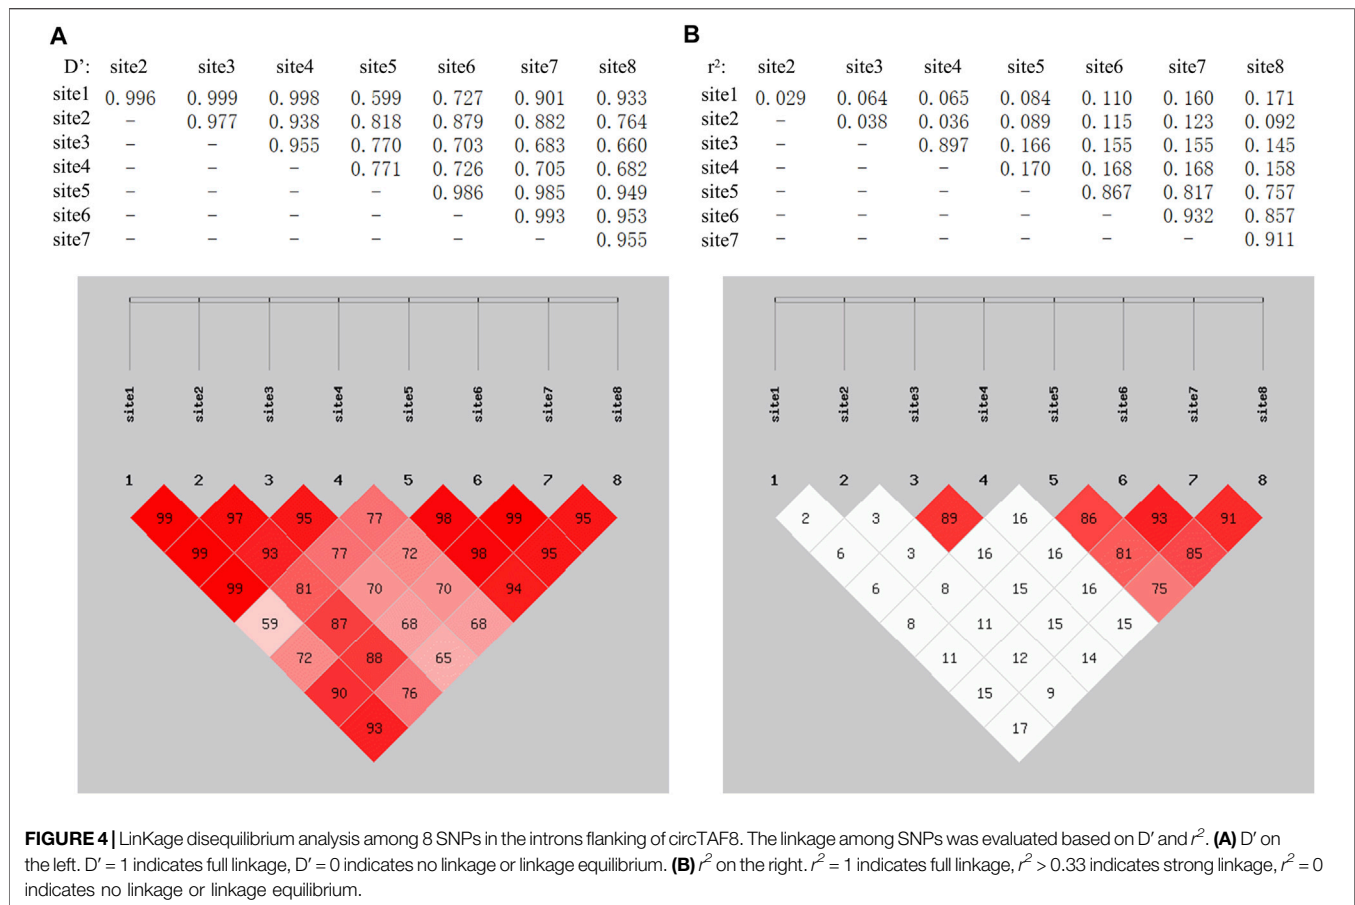 A
D': site2 site3 site4 site5 site6 site7 site8
site1 0.996 0.999 0.998 0.599 0.727 0.901 0.933
site2 - 0.977 0.938 0.818 0.879 0.882 0.764
site3 - - 0.955 0.770 0.703 0.683 0.660
site4 - - - 0.771 0.726 0.705 0.682
site5 - - - - 0.986 0.985 0.949
site6 - - - - - 0.993 0.953
site7 - - - - - - 0.955
site1 site2 site3 site4 site5 site6 site7 site8
1 2 3 4 5 6 7 8
99 97 95 77 98 99 95
99 93 77 72 98 95
99 81 70 70 94
59 87 68 68
72 88 65
90 76
93
B
r²: site2 site3 site4 site5 site6 site7 site8
site1 0.029 0.064 0.065 0.084 0.110 0.160 0.171
site2 - 0.038 0.036 0.089 0.115 0.123 0.092
site3 - - 0.897 0.166 0.155 0.155 0.145
site4 - - - 0.170 0.168 0.168 0.158
site5 - - - - 0.867 0.817 0.757
site6 - - - - - 0.932 0.857
site7 - - - - - - 0.911
site1 site2 site3 site4 site5 site6 site7 site8
1 2 3 4 5 6 7 8
2 3 89 16 86 93 91
6 3 16 16 81 85
6 8 15 16 75
8 11 15 15
11 12 14
15 9
17
FIGURE 4 | LinKage disequilibrium analysis among 8 SNPs in the introns flanking of circTAF8. The linkage among SNPs was evaluated based on D′ and r². (A) D′ on
the left. D′ = 1 indicates full linkage, D′ = 0 indicates no linkage or linkage equilibrium. (B) r² on the right. r² = 1 indicates full linkage, r² > 0.33 indicates strong linkage, r² = 0
indicates no linkage or linkage equilibrium.